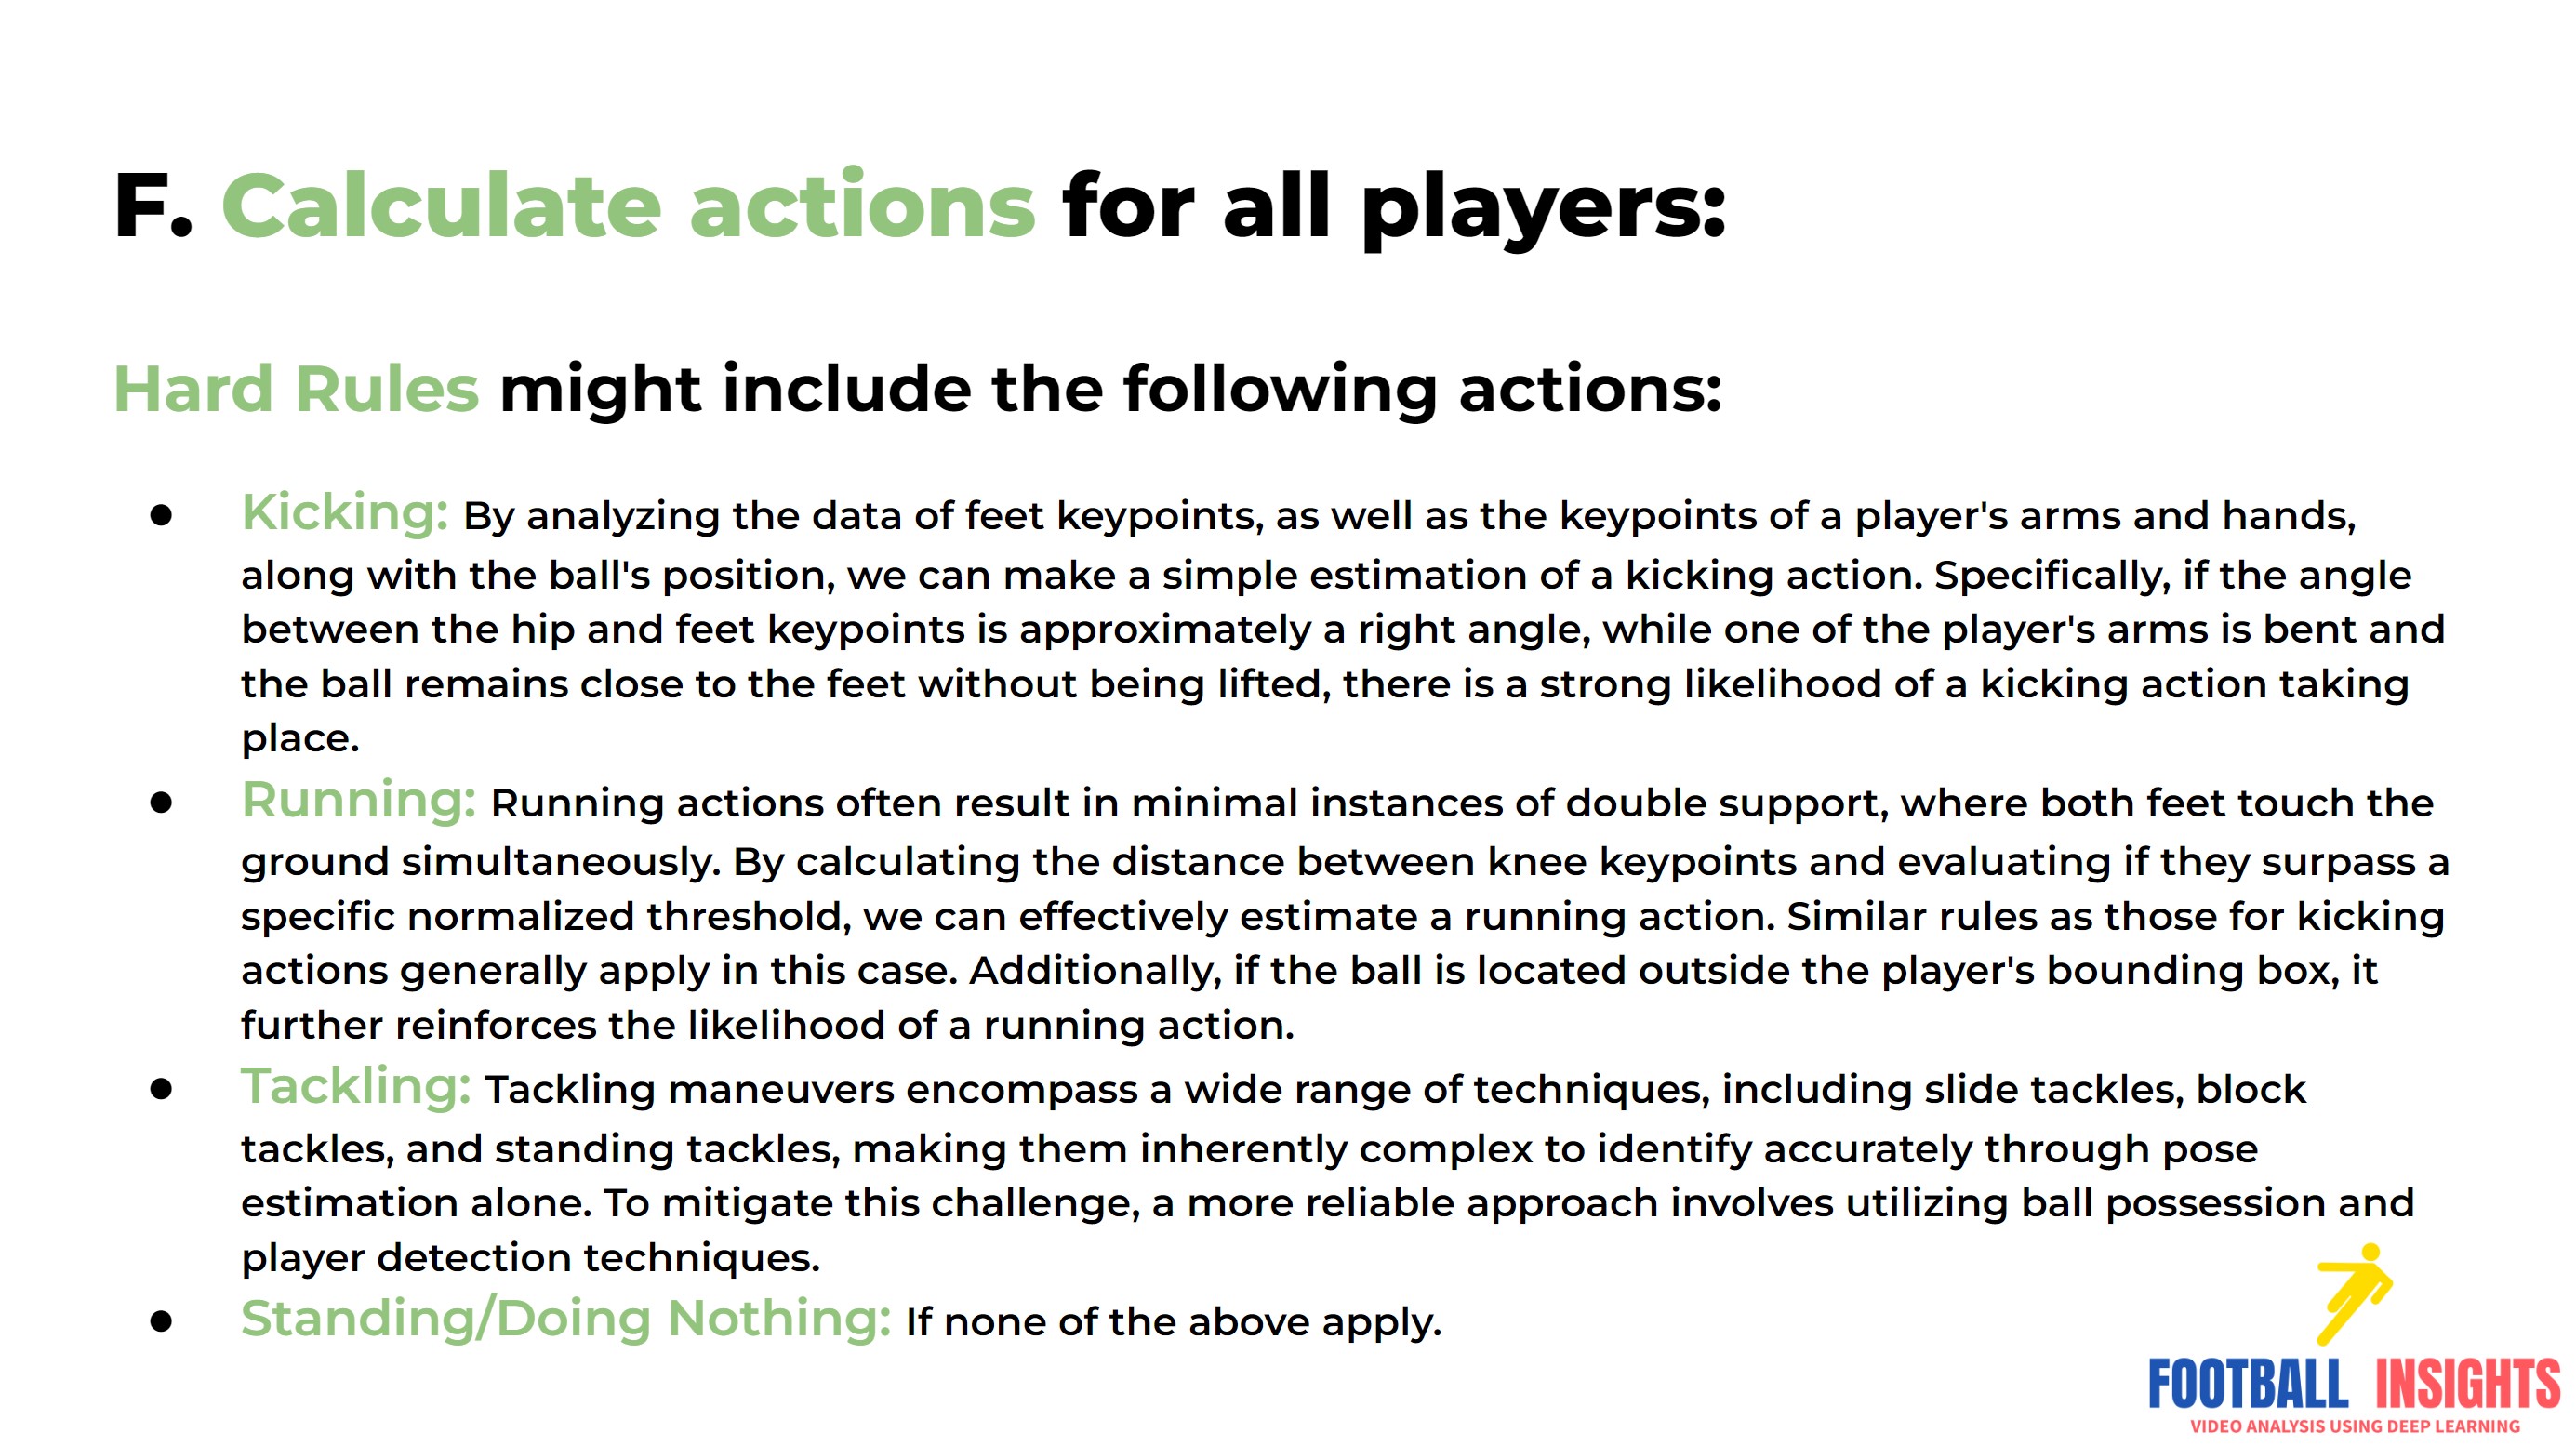 F. Calculate actions for all players:
Hard Rules might include the following actions:
● Kicking: By analyzing the data of feet keypoints, as well as the keypoints of a player's arms and hands,
along with the ball's position, we can make a simple estimation of a kicking action. Specifically, if the angle
between the hip and feet keypoints is approximately a right angle, while one of the player's arms is bent and
the ball remains close to the feet without being lifted, there is a strong likelihood of a kicking action taking
place.
● Running: Running actions often result in minimal instances of double support, where both feet touch the
ground simultaneously. By calculating the distance between knee keypoints and evaluating if they surpass a
specific normalized threshold, we can effectively estimate a running action. Similar rules as those for kicking
actions generally apply in this case. Additionally, if the ball is located outside the player's bounding box, it
further reinforces the likelihood of a running action.
● Tackling: Tackling maneuvers encompass a wide range of techniques, including slide tackles, block
tackles, and standing tackles, making them inherently complex to identify accurately through pose
estimation alone. To mitigate this challenge, a more reliable approach involves utilizing ball possession and
player detection techniques.
● Standing/Doing Nothing: If none of the above apply.
FOOTBALL INSIGHTS
VIDEO ANALYSIS USING DEEP LEARNING